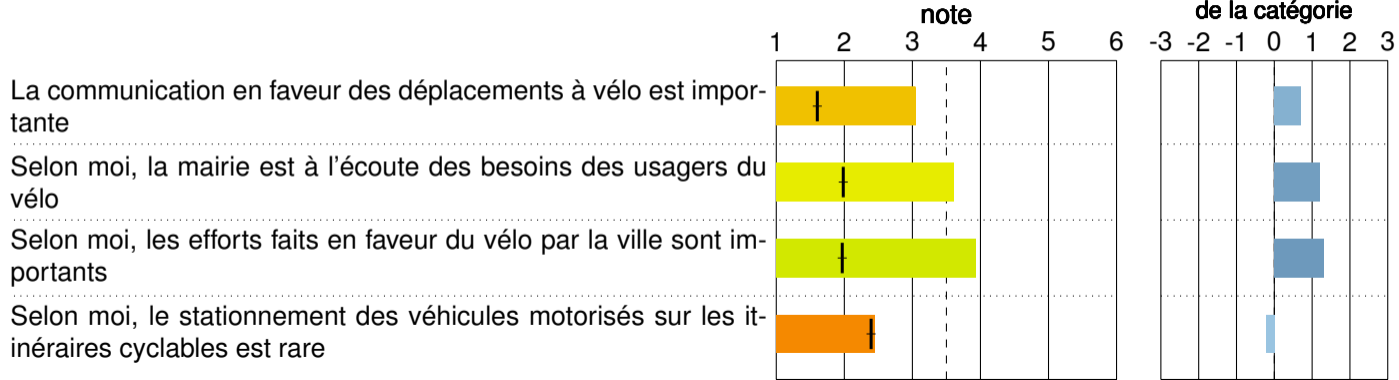 note
de la catégorie
1 2 3 4 5 6
-3 -2 -1 0 1 2 3
La communication en faveur des déplacements à vélo est impor-
tante
Selon moi, la mairie est à l'écoute des besoins des usagers du
vélo
Selon moi, les efforts faits en faveur du vélo par la ville sont im-
portants
Selon moi, le stationnement des véhicules motorisés sur les it-
inéraires cyclables est rare